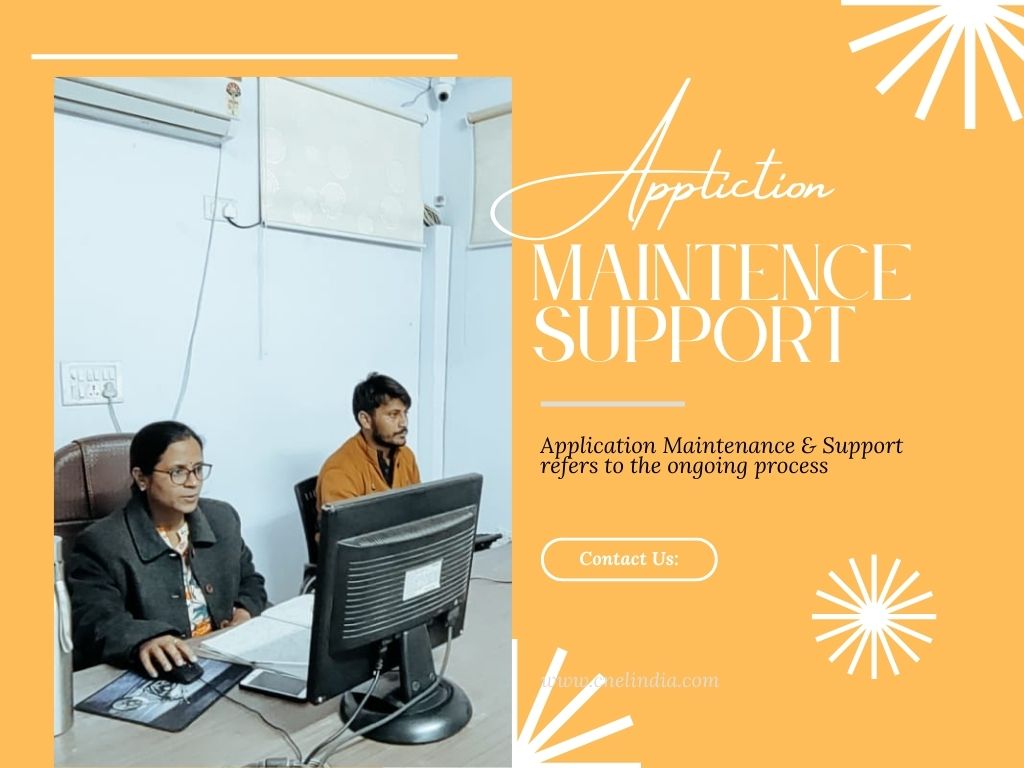 Appliction
MAINTENCE
SUPPORT
Application Maintenance & Support
refers to the ongoing process
Contact Us:
www.cnelindia.com